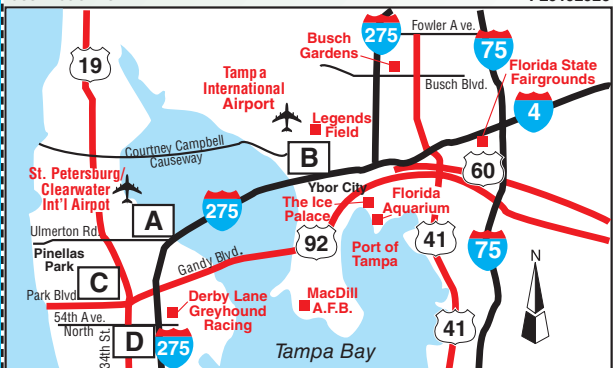 19
275
Fowler Ave.
75
Busch
Gardens
Florida State
Fairgrounds
Busch Blvd.
Tampa
International
Airport
4
Legends
Field
Courtney Campbell
Causeway
B
60
St. Petersburg/
Clearwater
Int'l Airpot
Ybor City
The Ice
Palace
Florida
Aquarium
A
275
Ulmerton Rd.
92
41
75
Port of
Tampa
Pinellas
Park
Gandy Blvd.
N
C
Park Blvd
Derby Lane
Greyhound
Racing
MacDill
A.F.B.
54th Ave.
North
34th St.
D
275
41
Tampa Bay